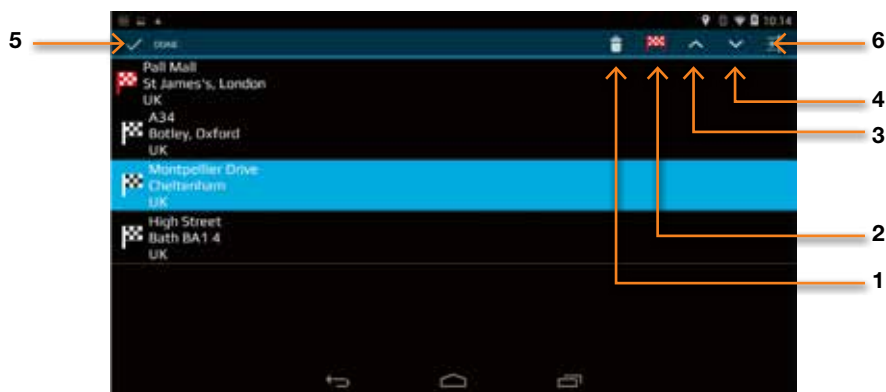 10:14
5
DONE
6
Pall Mall
St James's, London
UK
A34
Botley, Oxford
UK
Montpellier Drive
Cheltenham
UK
High Street
Bath BA1 4
UK
4
3
2
1